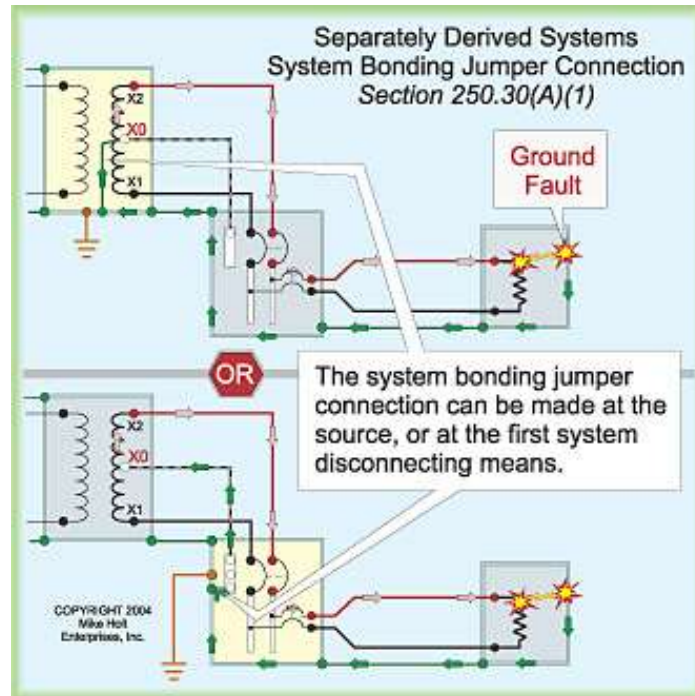 Separately Derived Systems
System Bonding Jumper Connection
Section 250.30(A)(1)
X2
X0
X1
Ground
Fault
OR
The system bonding jumper
connection can be made at the
source, or at the first system
disconnecting means.
X2
X0
X1
COPYRIGHT 2004
Mike Holt
Enterprises, Inc.